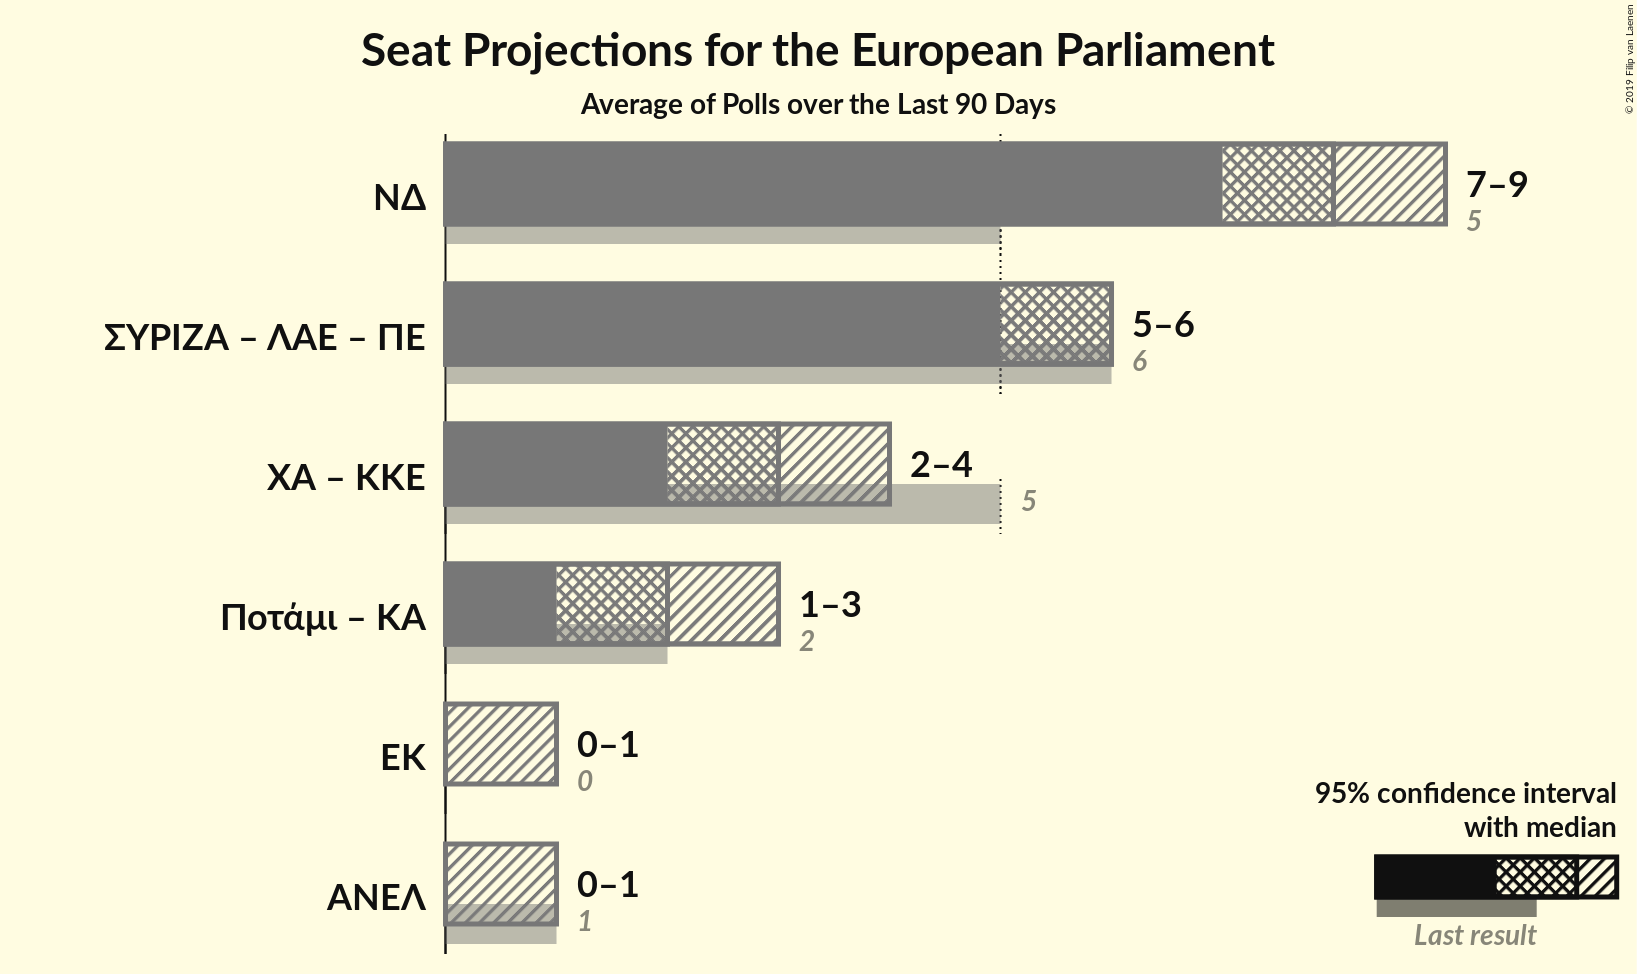 Seat Projections for the European Parliament
Average of Polls over the Last 90 Days
© 2019 Filip van Laenen
ΝΔ
7–9
5
ΣΥΡΙΖΑ – ΛΑΕ – ΠΕ
5–6
6
ΧΑ – ΚΚΕ
2–4
5
Ποτάμι – ΚΑ
1–3
2
ΕΚ
0–1
0
ΑΝΕΛ
0–1
1
95% confidence interval
with median
Last result